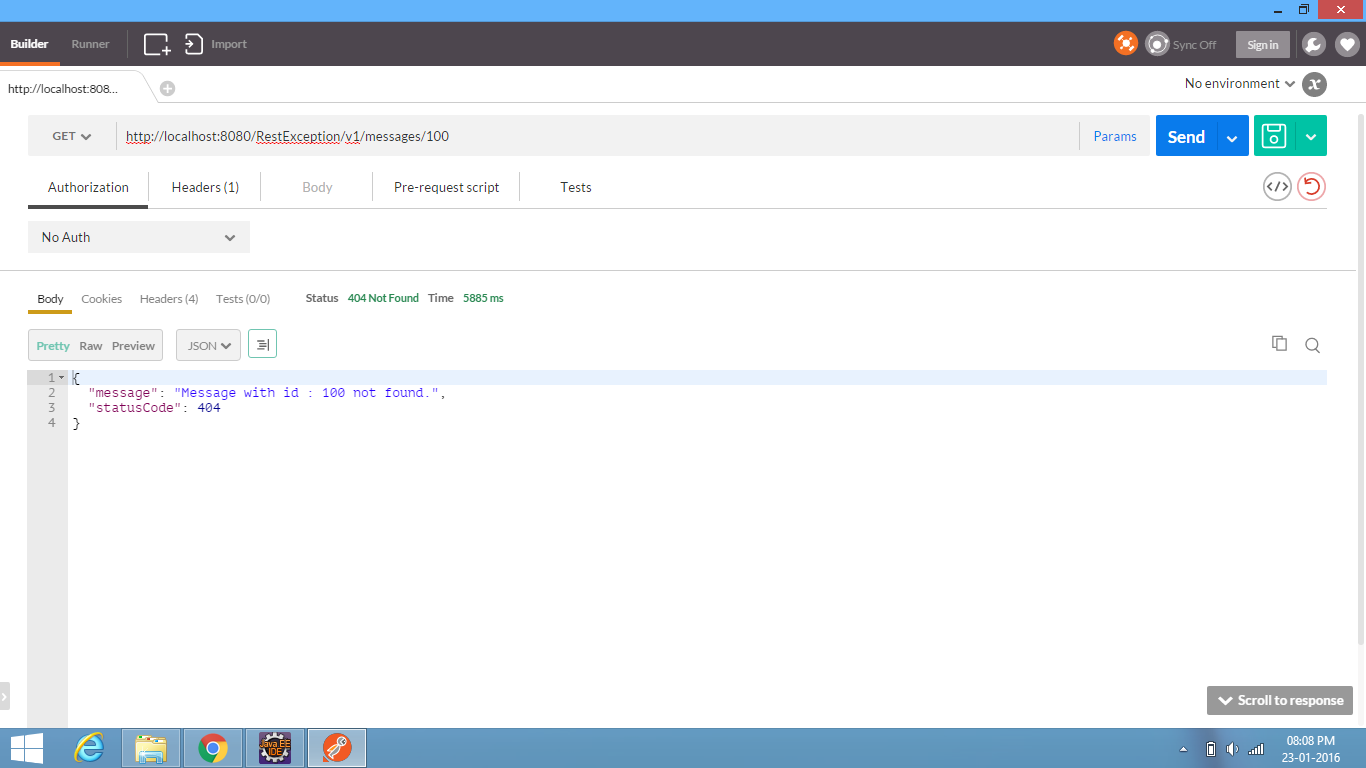 Builder Runner Import Sync Off Sign in
http://localhost:808... No environment
GET http://localhost:8080/RestException/v1/messages/100 Params Send
Authorization Headers (1) Body Pre-request script Tests
No Auth
Body Cookies Headers (4) Tests (0/0) Status 404 Not Found Time 5885 ms
Pretty Raw Preview JSON
1 {
2 "message": "Message with id : 100 not found.",
3 "statusCode": 404
4 }
Scroll to response
Java EE
IDE
08:08 PM
23-01-2016